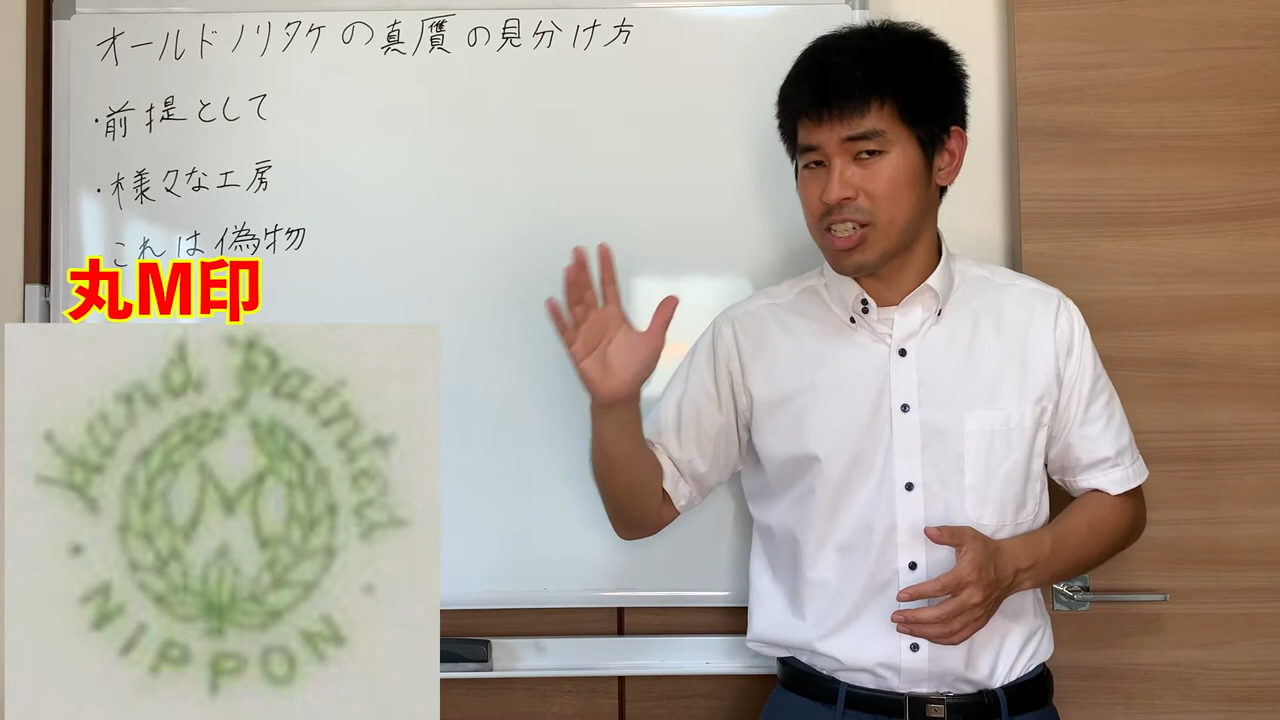 オールドノリタケの真贋の見分け方
・前提として
・様々な工房
・これは偽物
丸M印
Hand Painted
M
・NIPPON・